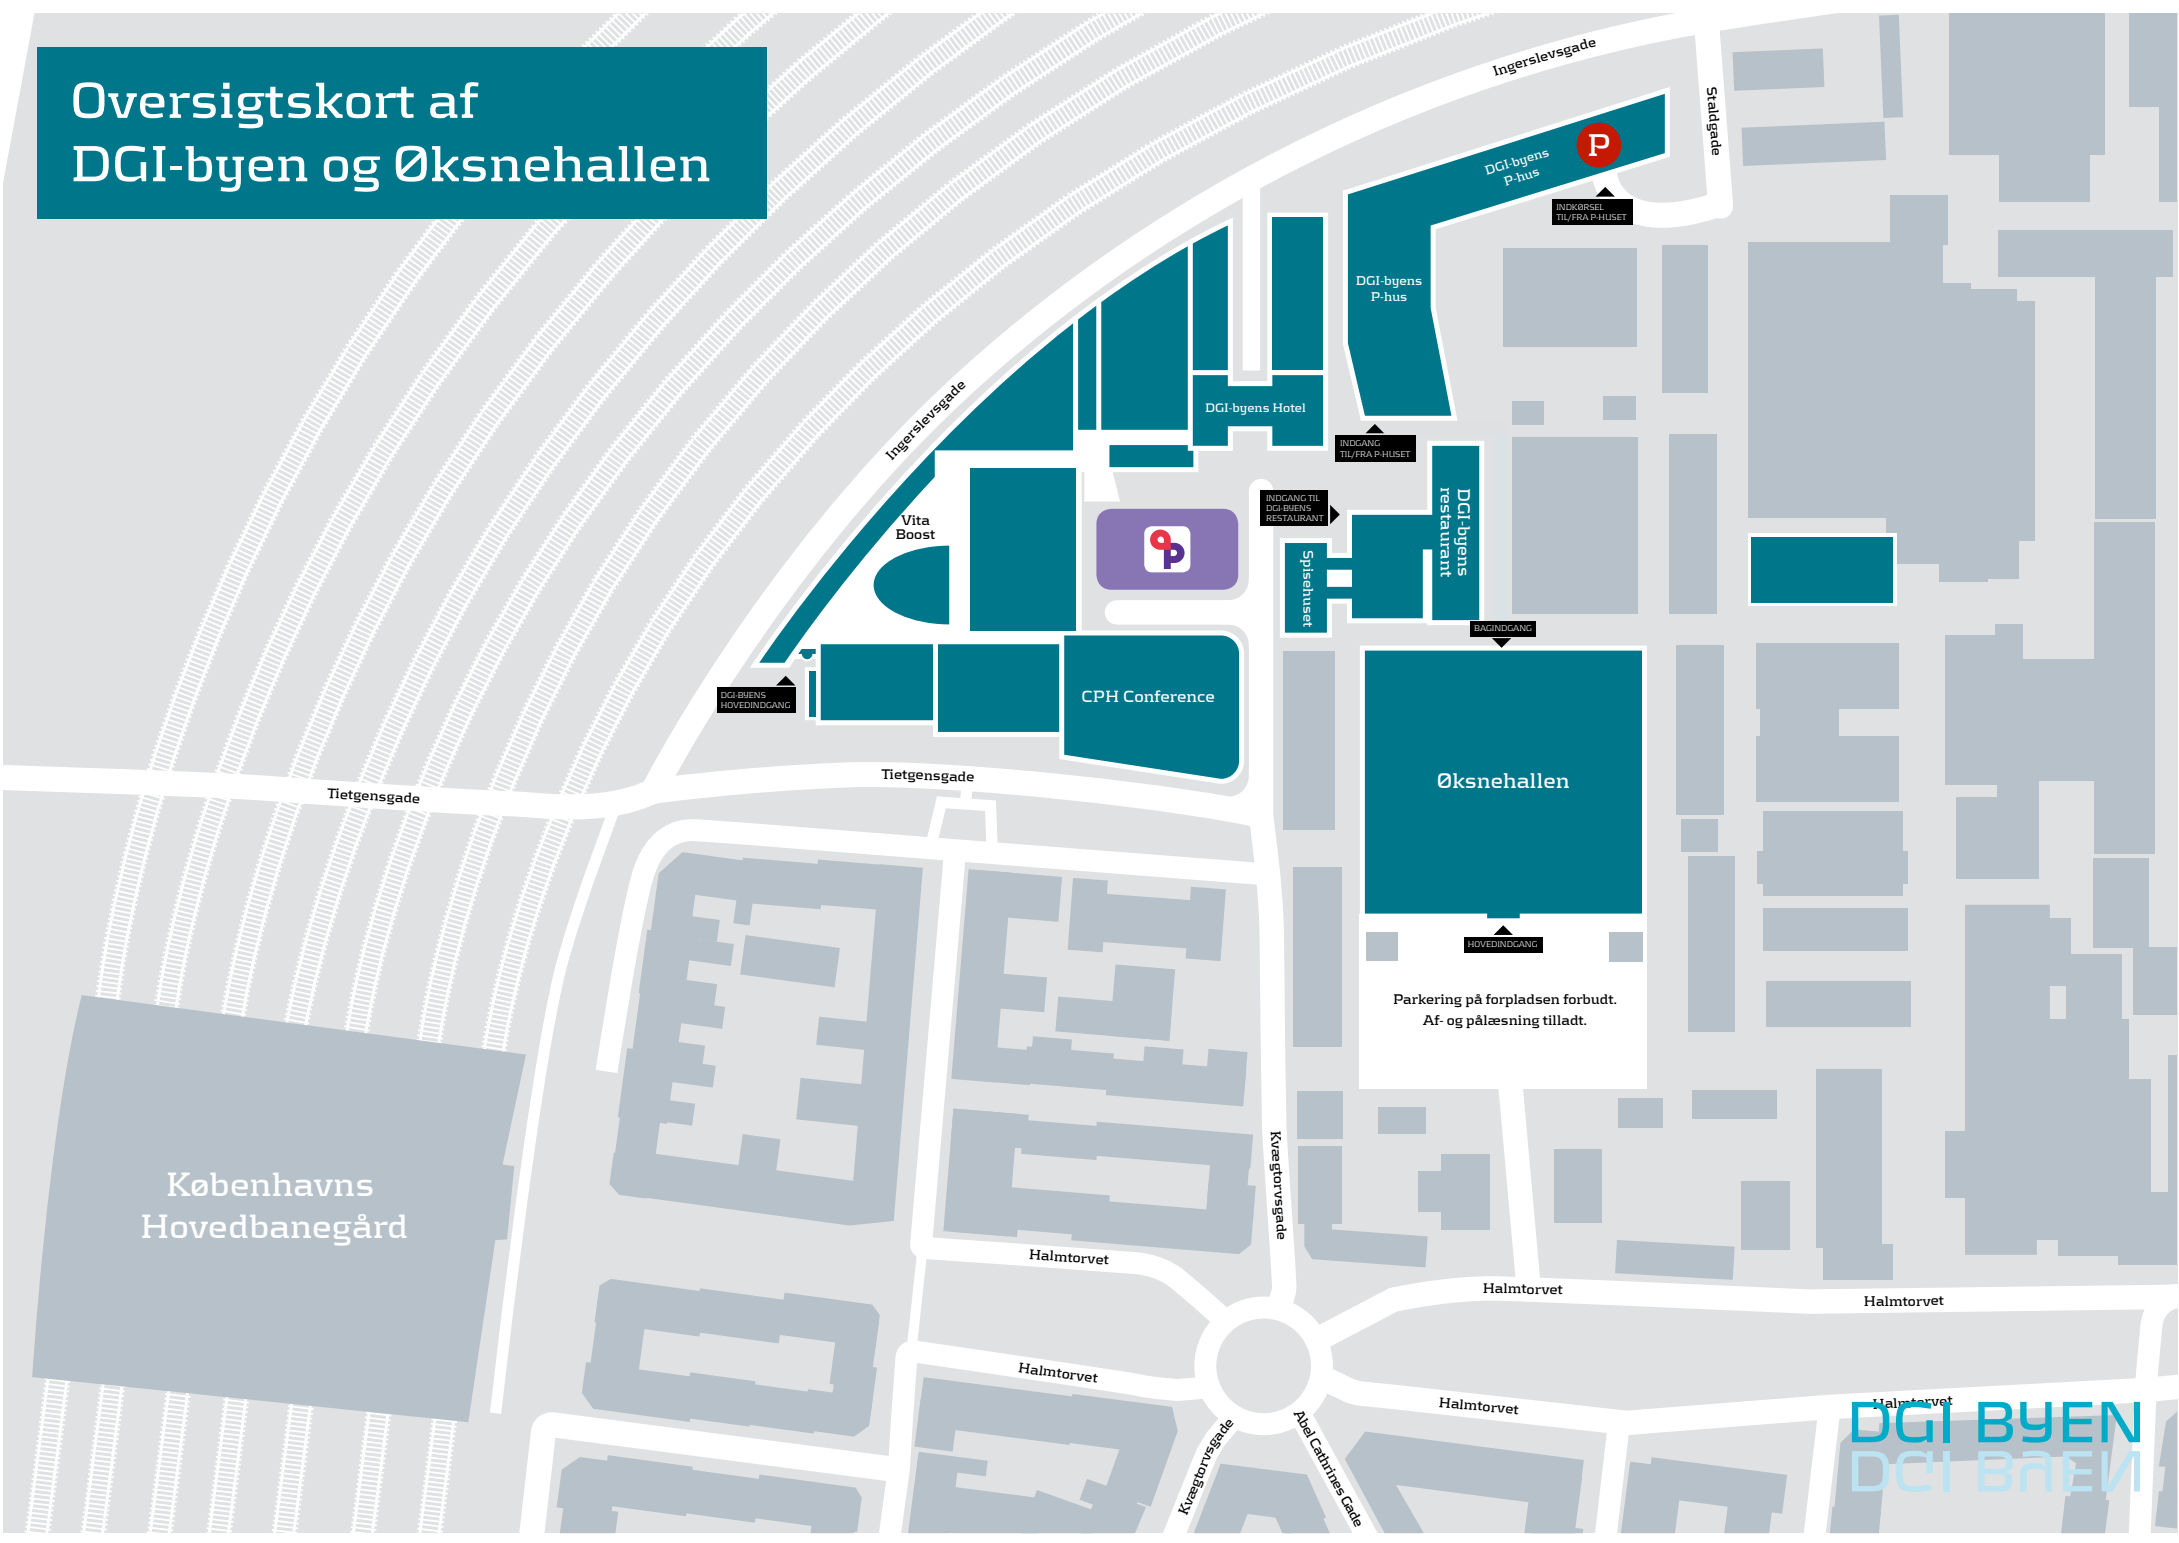 Oversigtskort af
DGI-byen og Øksnehallen
Ingerslevsgade
Staldgade
DGI-byens
P-hus
P
INDKØRSEL
TIL/FRA P-HUSET
DGI-byens
P-hus
Ingerslevsgade
DGI-byens Hotel
INDGANG
TIL/FRA P-HUSET
Vita
Boost
INDGANG TIL
DGI-BYENS
RESTAURANT
DGI-byens
restaurant
Spisehuset
BAGINDGANG
DGI-BYENS
HOVEDINDGANG
CPH Conference
Øksnehallen
Tietgensgade
Tietgensgade
HOVEDINDGANG
Parkering på forpladsen forbudt.
Af- og pålæsning tilladt.
Københavns
Hovedbanegård
Kvægtorvsgade
Halmtorvet
Halmtorvet
Halmtorvet
Halmtorvet
Halmtorvet
Halmtorvet
Kvægtorvsgade
Abel Cathrines Gade
DGI BYEN